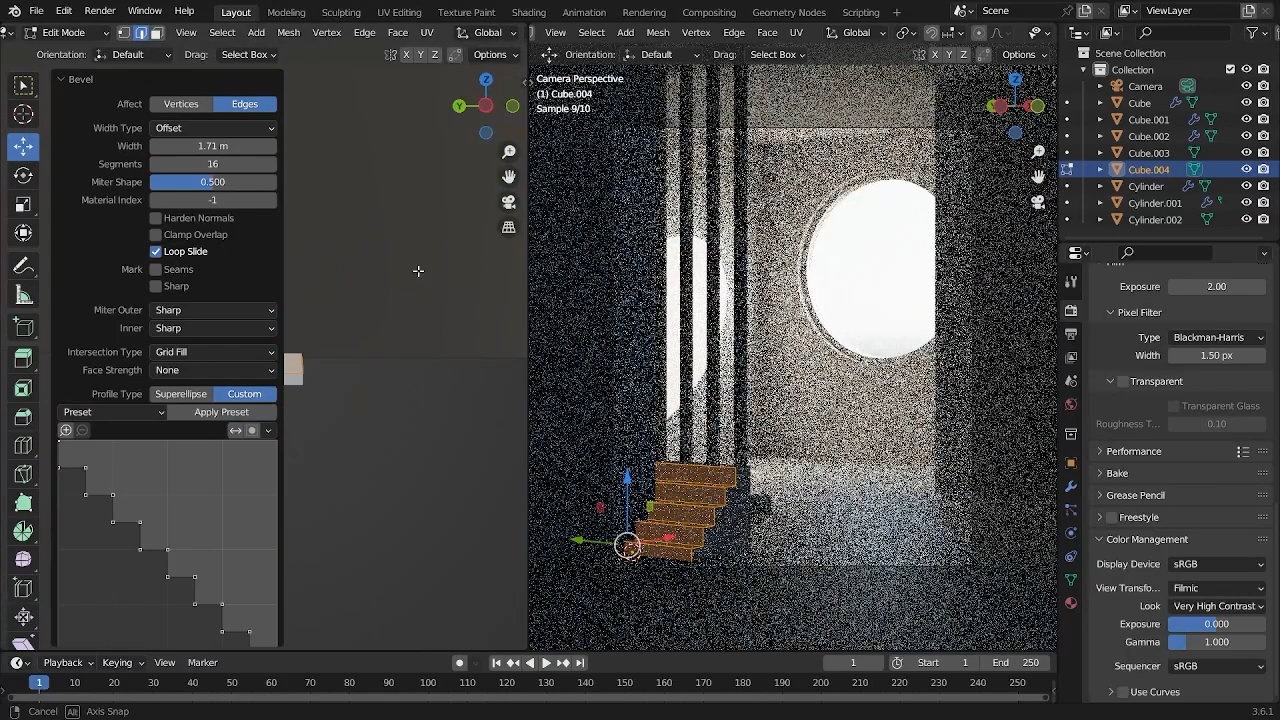 File Edit Render Window Help Layout Modeling Sculpting UV Editing Texture Paint Shading Animation Rendering Compositing Geometry Nodes Scripting Scene ViewLayer
Edit Mode View Select Add Mesh Vertex Edge Face UV Global
View Select Add Mesh Vertex Edge Face UV Global
Orientation: Default Drag: Select Box X Y Z Options
Orientation: Default Drag: Select Box X Y Z Options
Bevel
Affect Vertices Edges
Width Type Offset
Width 1.71 m
Segments 16
Miter Shape 0.500
Material Index -1
Harden Normals
Clamp Overlap
Loop Slide
Mark Seams
Sharp
Miter Outer Sharp
Inner Sharp
Intersection Type Grid Fill
Face Strength None
Profile Type Superellipse Custom
Preset Apply Preset
Z
Y
Camera Perspective
(1) Cube.004
Sample 9/10
Z
Scene Collection
Collection
Camera
Cube
Cube.001
Cube.002
Cube.003
Cube.004
Cylinder
Cylinder.001
Cylinder.002
Exposure 2.00
Pixel Filter
Type Blackman-Harris
Width 1.50 px
Transparent
Transparent Glass
Roughness T... 0.10
Performance
Bake
Grease Pencil
Freestyle
Color Management
Display Device sRGB
View Transfo... Filmic
Look Very High Contrast
Exposure 0.000
Gamma 1.000
Sequencer sRGB
Use Curves
Playback Keying View Marker 1 Start 1 End 250
1 10 20 30 40 50 60 70 80 90 100 110 120 130 140 150 160 170 180 190 200 210 220 230 240 250
Cancel Alt Axis Snap 3.6.1